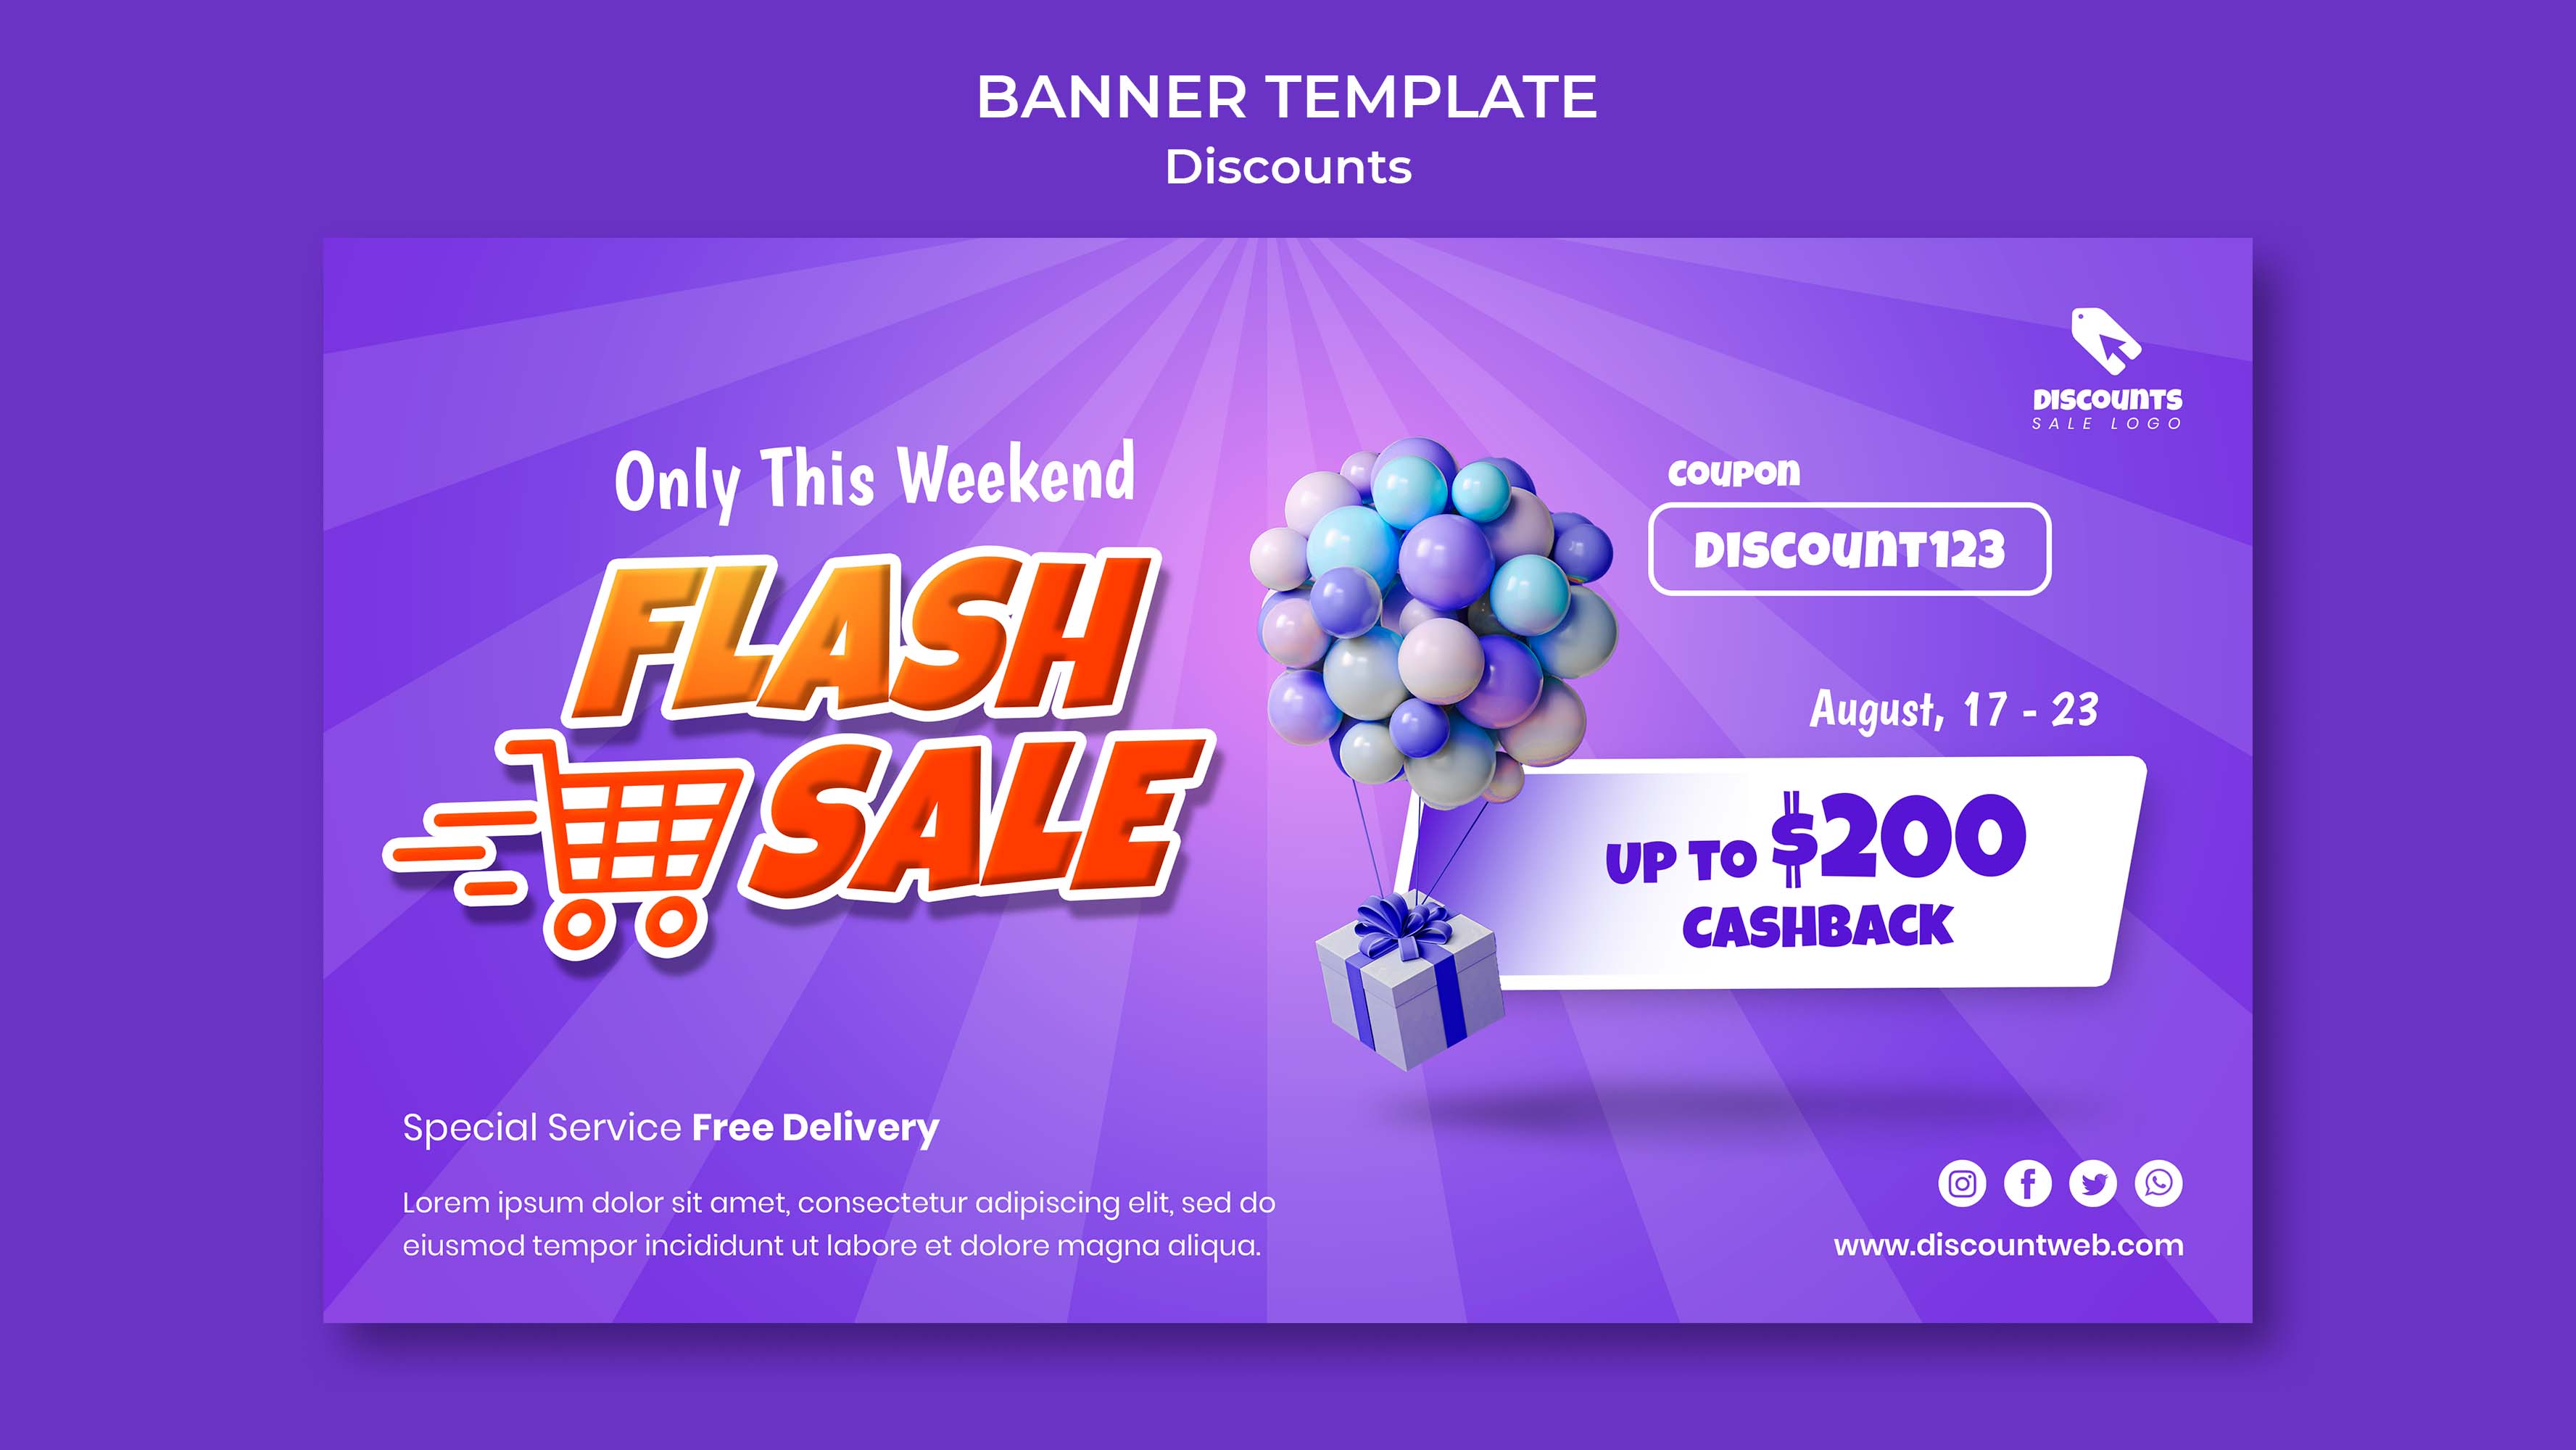 BANNER TEMPLATE
Discounts
DISCOUNTS
SALE LOGO
Only This Weekend
FLASH
SALE
COUPON
DISCOUNT123
August, 17 - 23
UP TO $200
CASHBACK
Special Service Free Delivery
Lorem ipsum dolor sit amet, consectetur adipiscing elit, sed do
eiusmod tempor incididunt ut labore et dolore magna aliqua.
www.discountweb.com